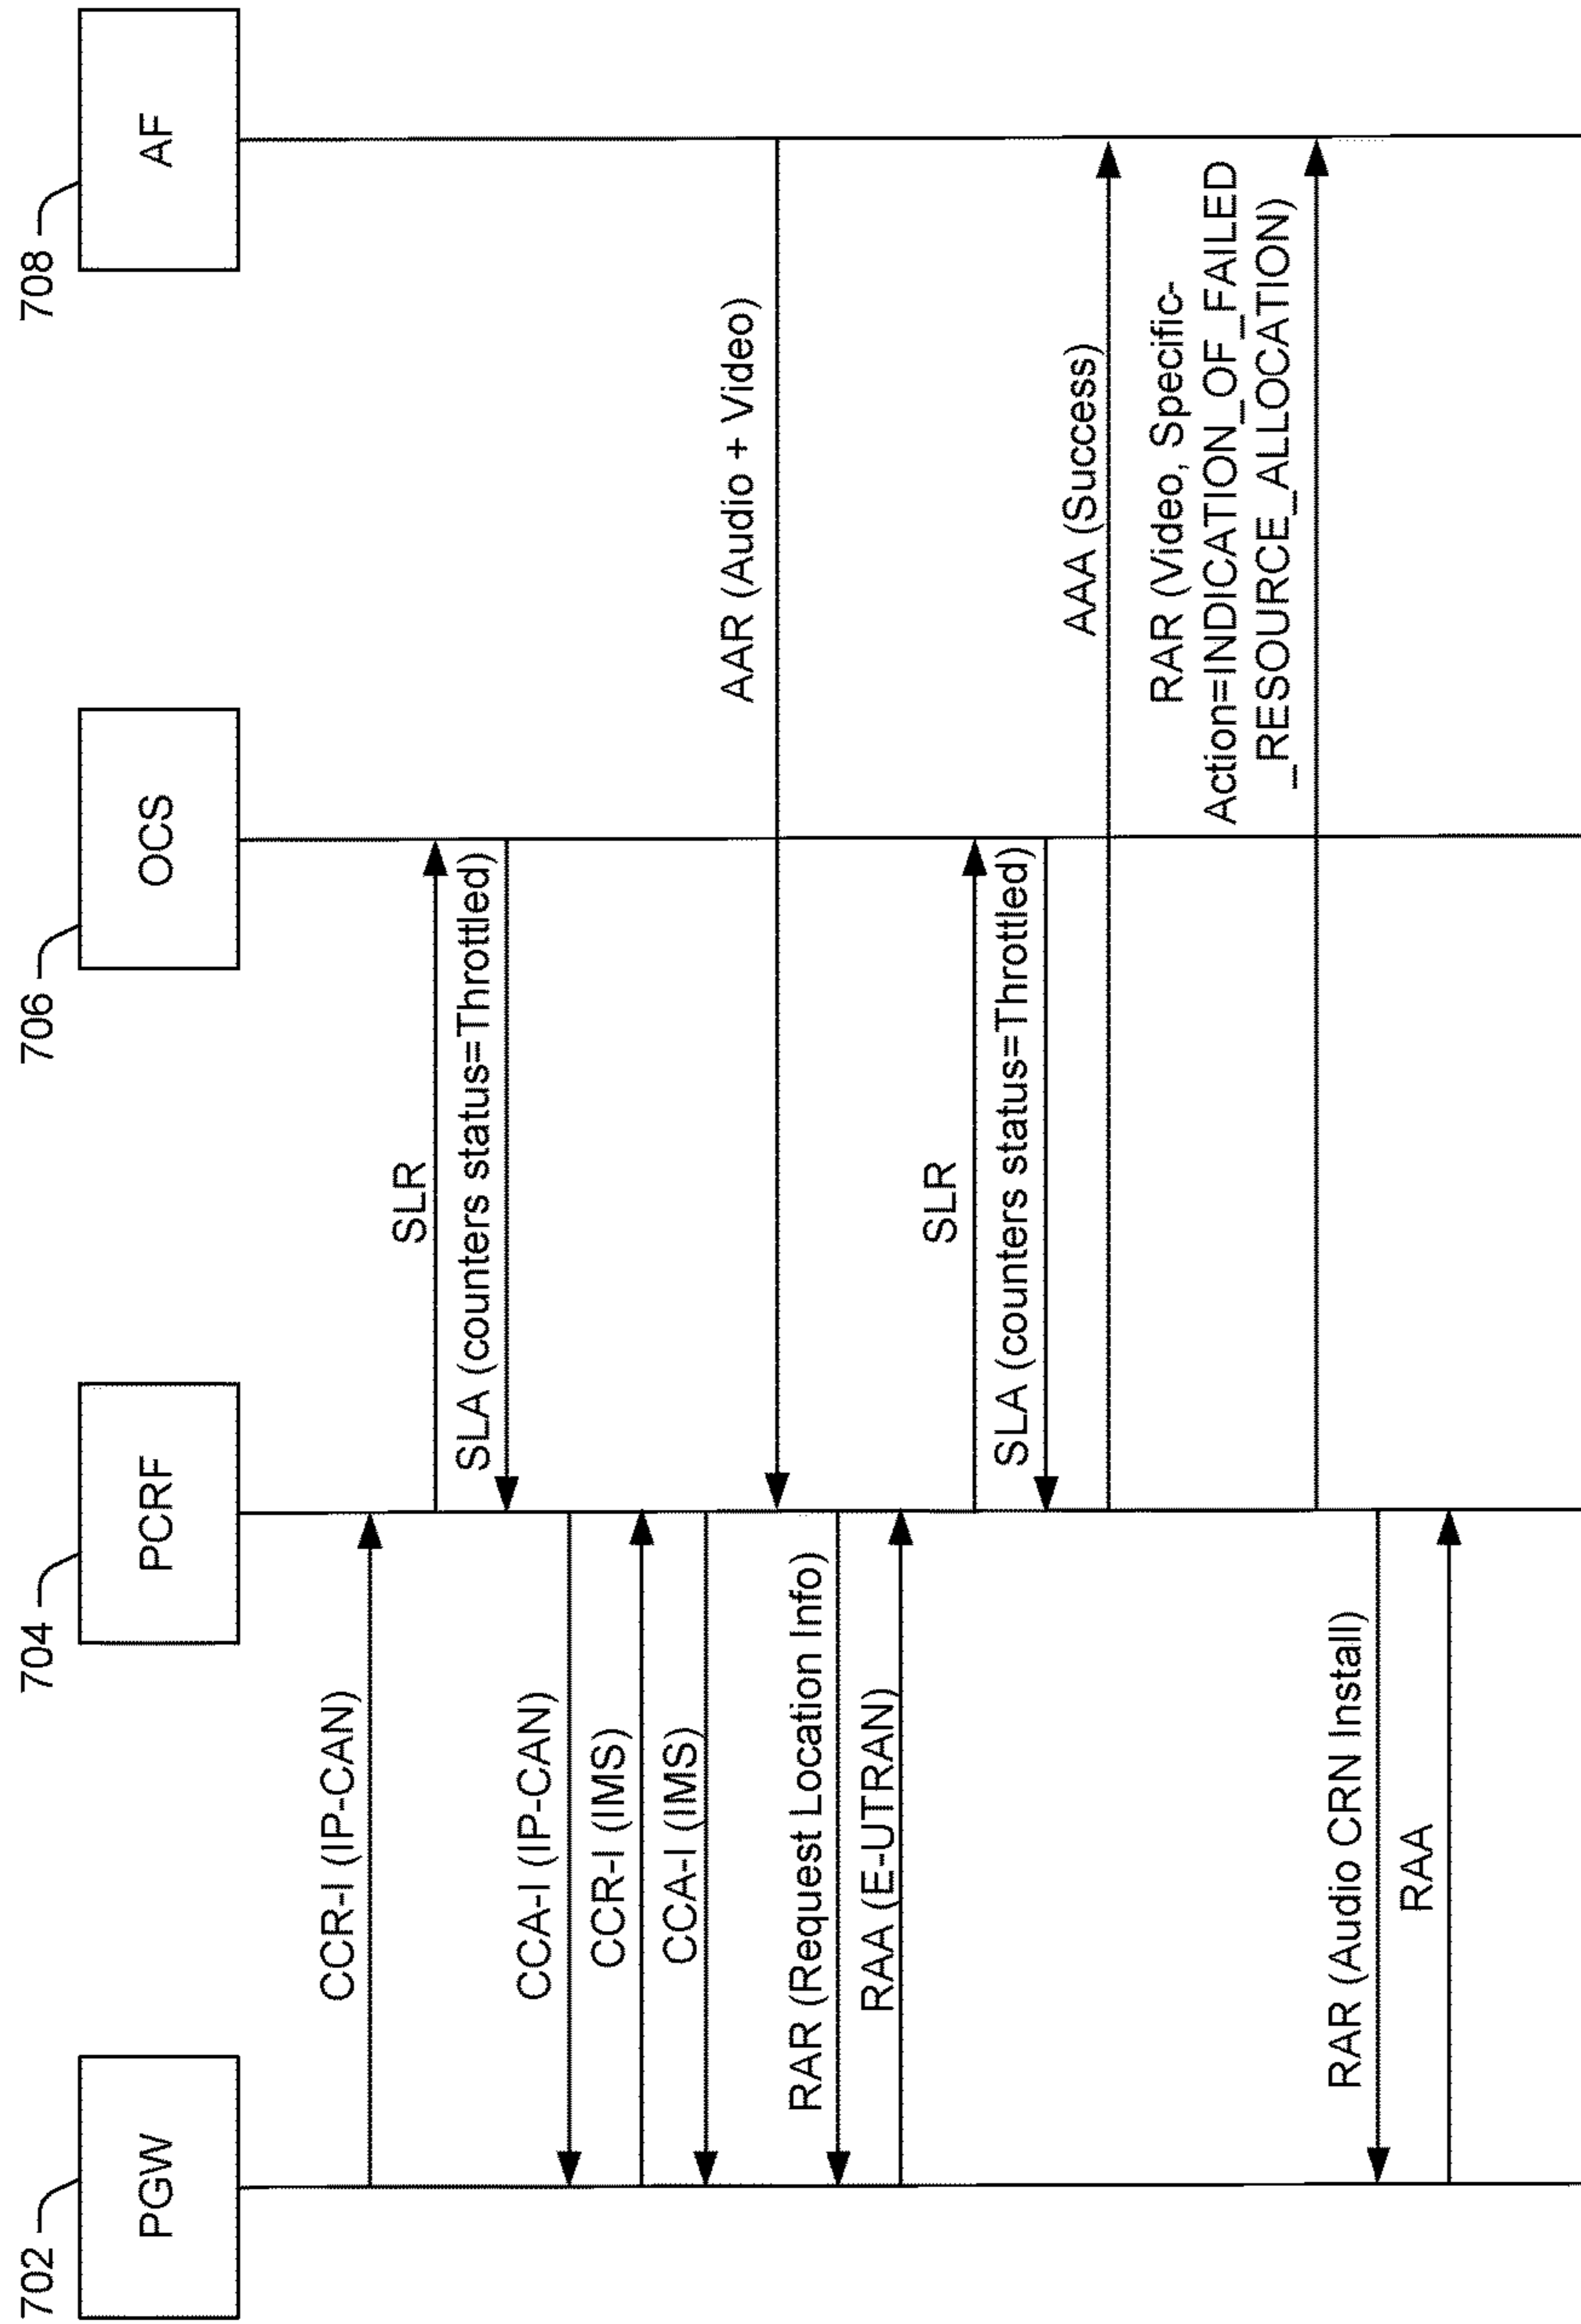 702
PGW
704
PCRF
706
OCS
708
AF
CCR-I (IP-CAN)
SLR
SLA (counters status=Throttled)
CCA-I (IP-CAN)
CCR-I (IMS)
CCA-I (IMS)
AAR (Audio + Video)
RAR (Request Location Info)
RAA (E-UTRAN)
SLR
SLA (counters status=Throttled)
AAA (Success)
RAR (Video, Specific-
Action=INDICATION_OF_FAILED
_RESOURCE_ALLOCATION)
RAR (Audio CRN Install)
RAA